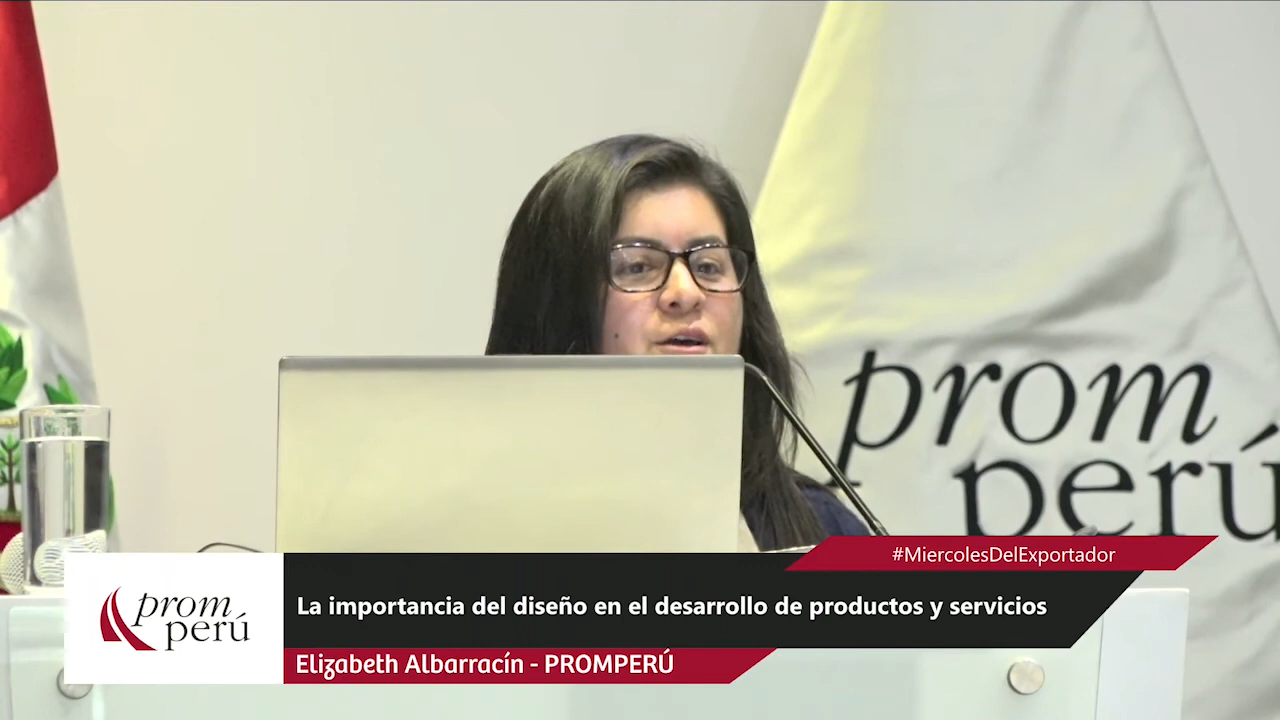 prom
perú
#MiercolesDelExportador
La importancia del diseño en el desarrollo de productos y servicios
prom
perú
Elizabeth Albarracín - PROMPERÚ